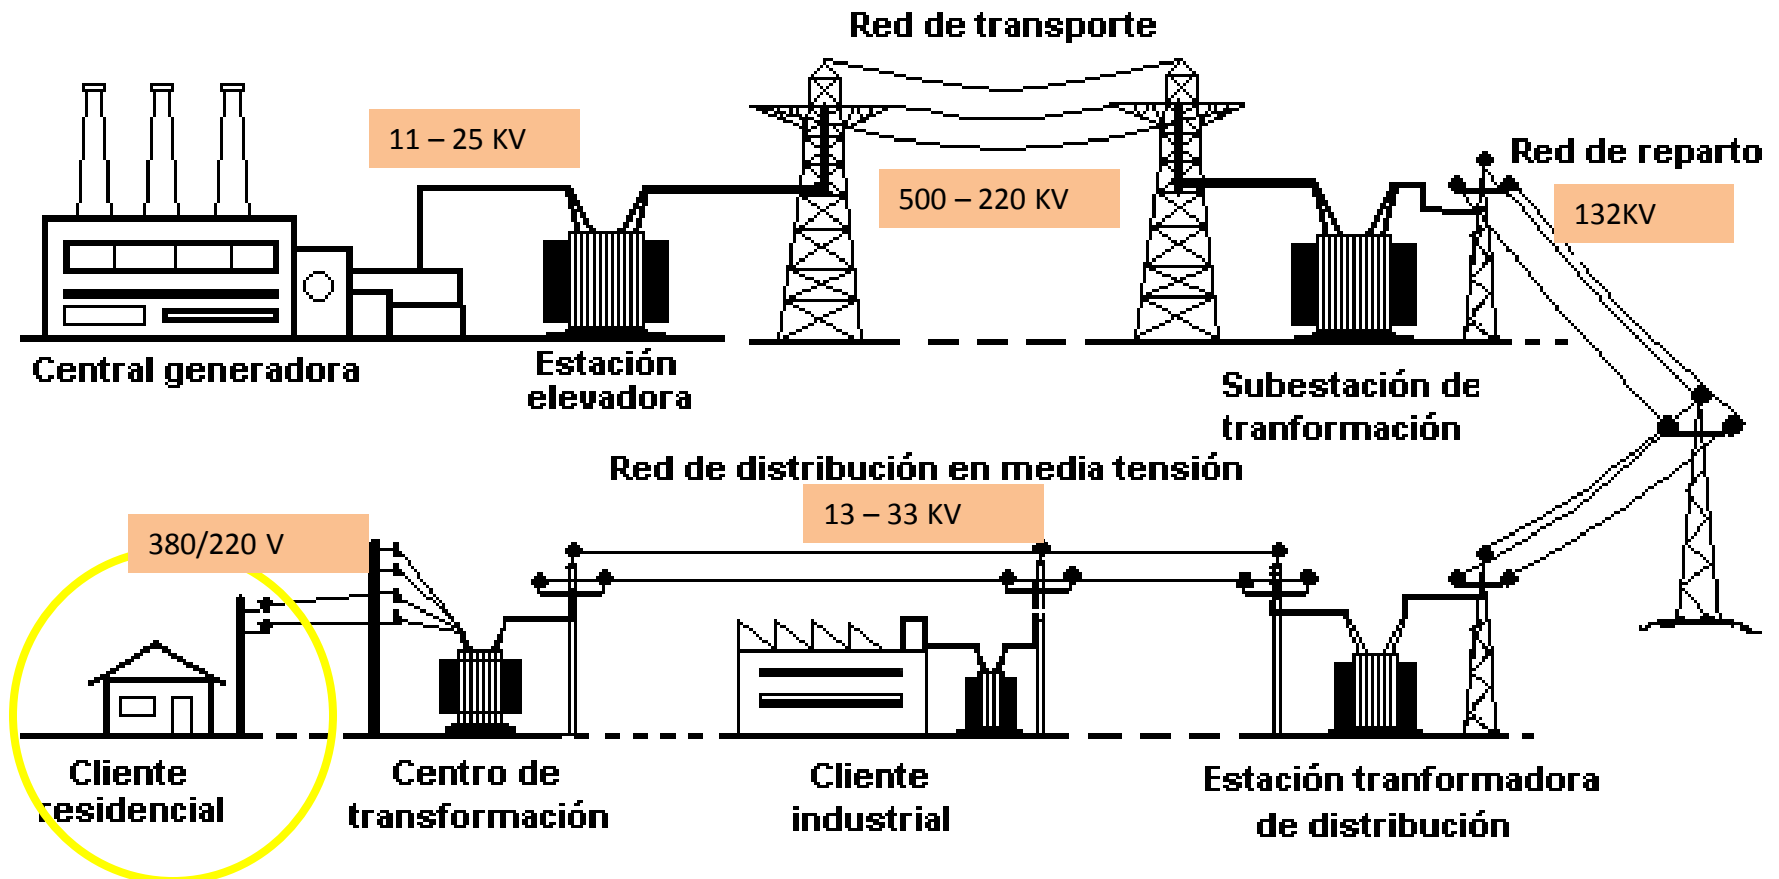 Red de transporte
11 – 25 KV
500 – 220 KV
Red de reparto
132KV
Central generadora
Estación
elevadora
Subestación de
tranformación
Red de distribución en media tensión
13 – 33 KV
380/220 V
Cliente
residencial
Centro de
transformación
Cliente
industrial
Estación tranformadora
de distribución